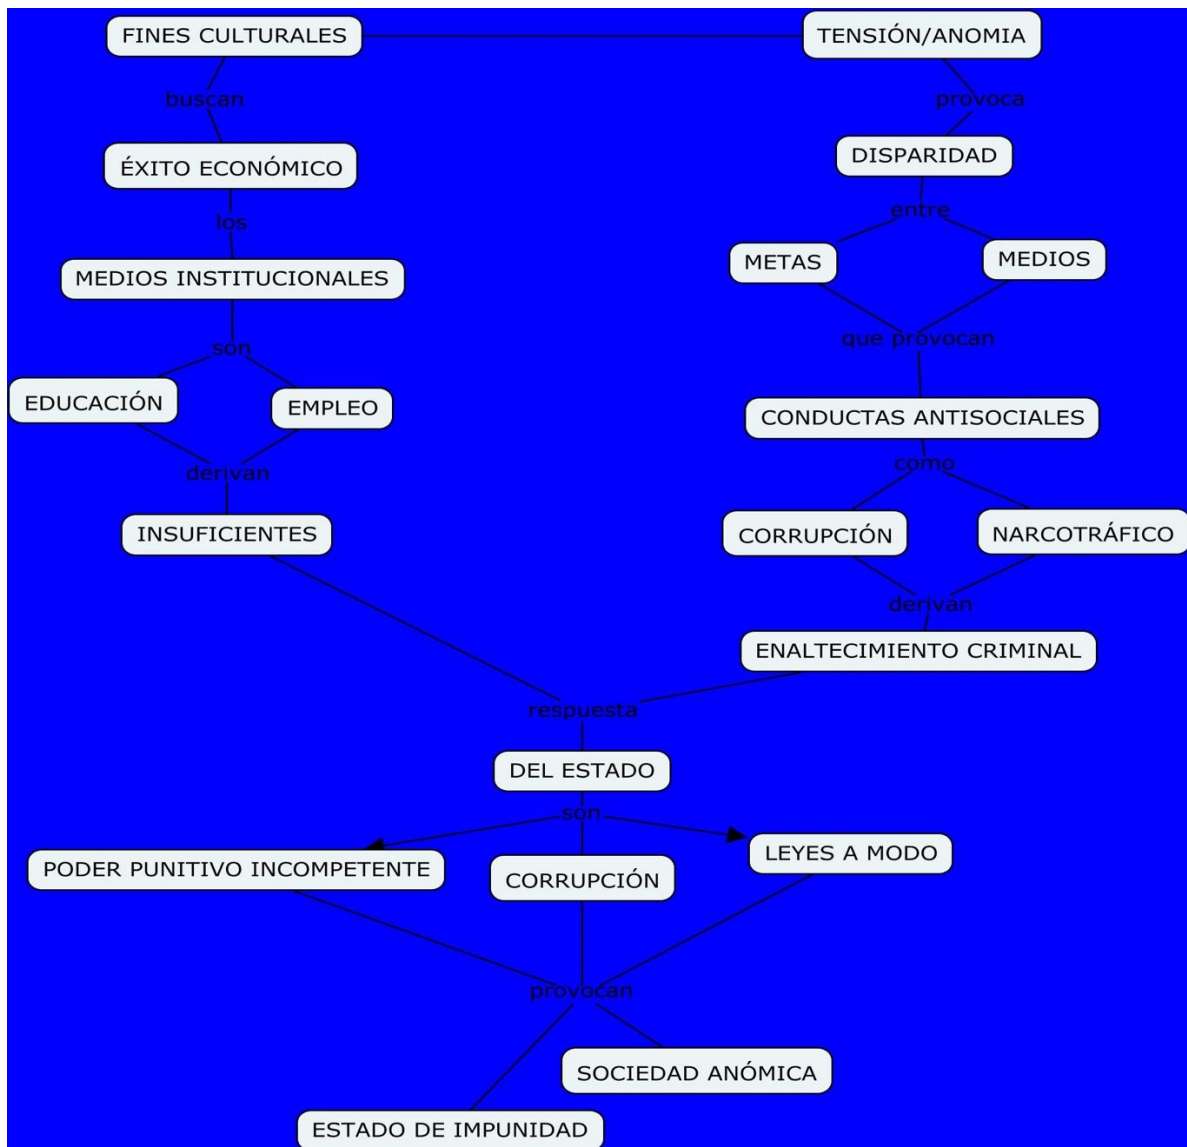 FINES CULTURALES
TENSIÓN/ANOMIA
buscan
provoca
ÉXITO ECONÓMICO
DISPARIDAD
los
entre
MEDIOS INSTITUCIONALES
METAS
MEDIOS
son
que provocan
EDUCACIÓN
EMPLEO
CONDUCTAS ANTISOCIALES
derivan
como
INSUFICIENTES
CORRUPCIÓN
NARCOTRÁFICO
derivan
ENALTECIMIENTO CRIMINAL
respuesta
DEL ESTADO
son
PODER PUNITIVO INCOMPETENTE
CORRUPCIÓN
LEYES A MODO
provocan
SOCIEDAD ANÓMICA
ESTADO DE IMPUNIDAD